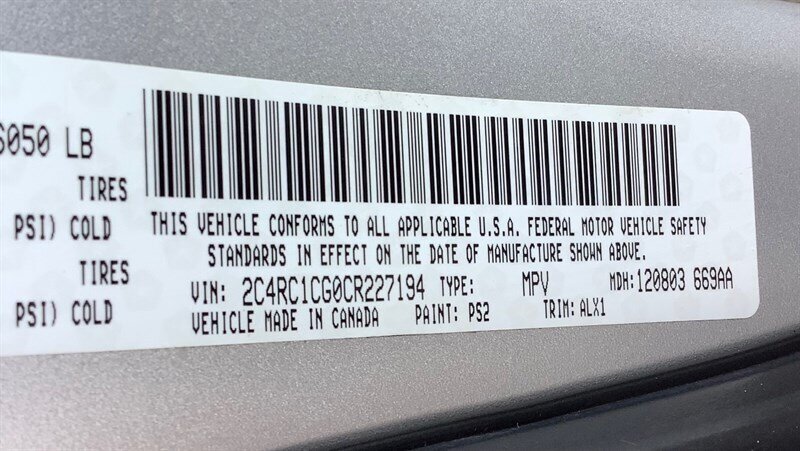 6050 LB
TIRES
PSI) COLD
TIRES
PSI) COLD
THIS VEHICLE CONFORMS TO ALL APPLICABLE U.S.A. FEDERAL MOTOR VEHICLE SAFETY
STANDARDS IN EFFECT ON THE DATE OF MANUFACTURE SHOWN ABOVE.
VIN: 2C4RC1CG0CR227194 TYPE: MPV MDH:120803 669AA
VEHICLE MADE IN CANADA PAINT: PS2 TRIM: ALX1